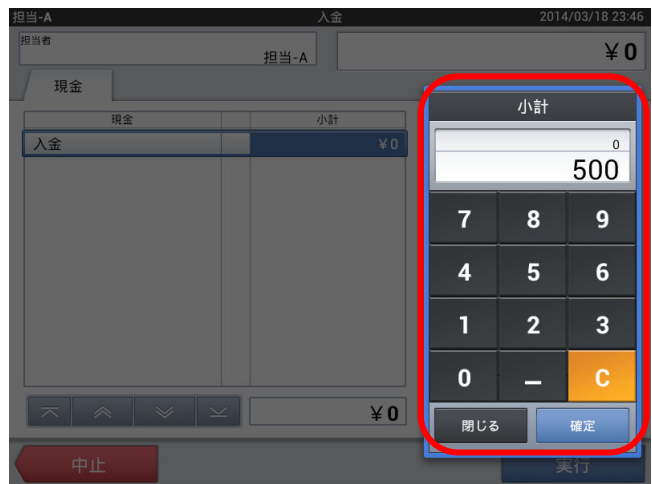 担当-A 入金 2014/03/18 23:46
担当者
担当-A
¥0
現金
現金 小計
入金 ¥0
¥0
中止
実行
小計
0
500
7 8 9
4 5 6
1 2 3
0 – C
閉じる 確定